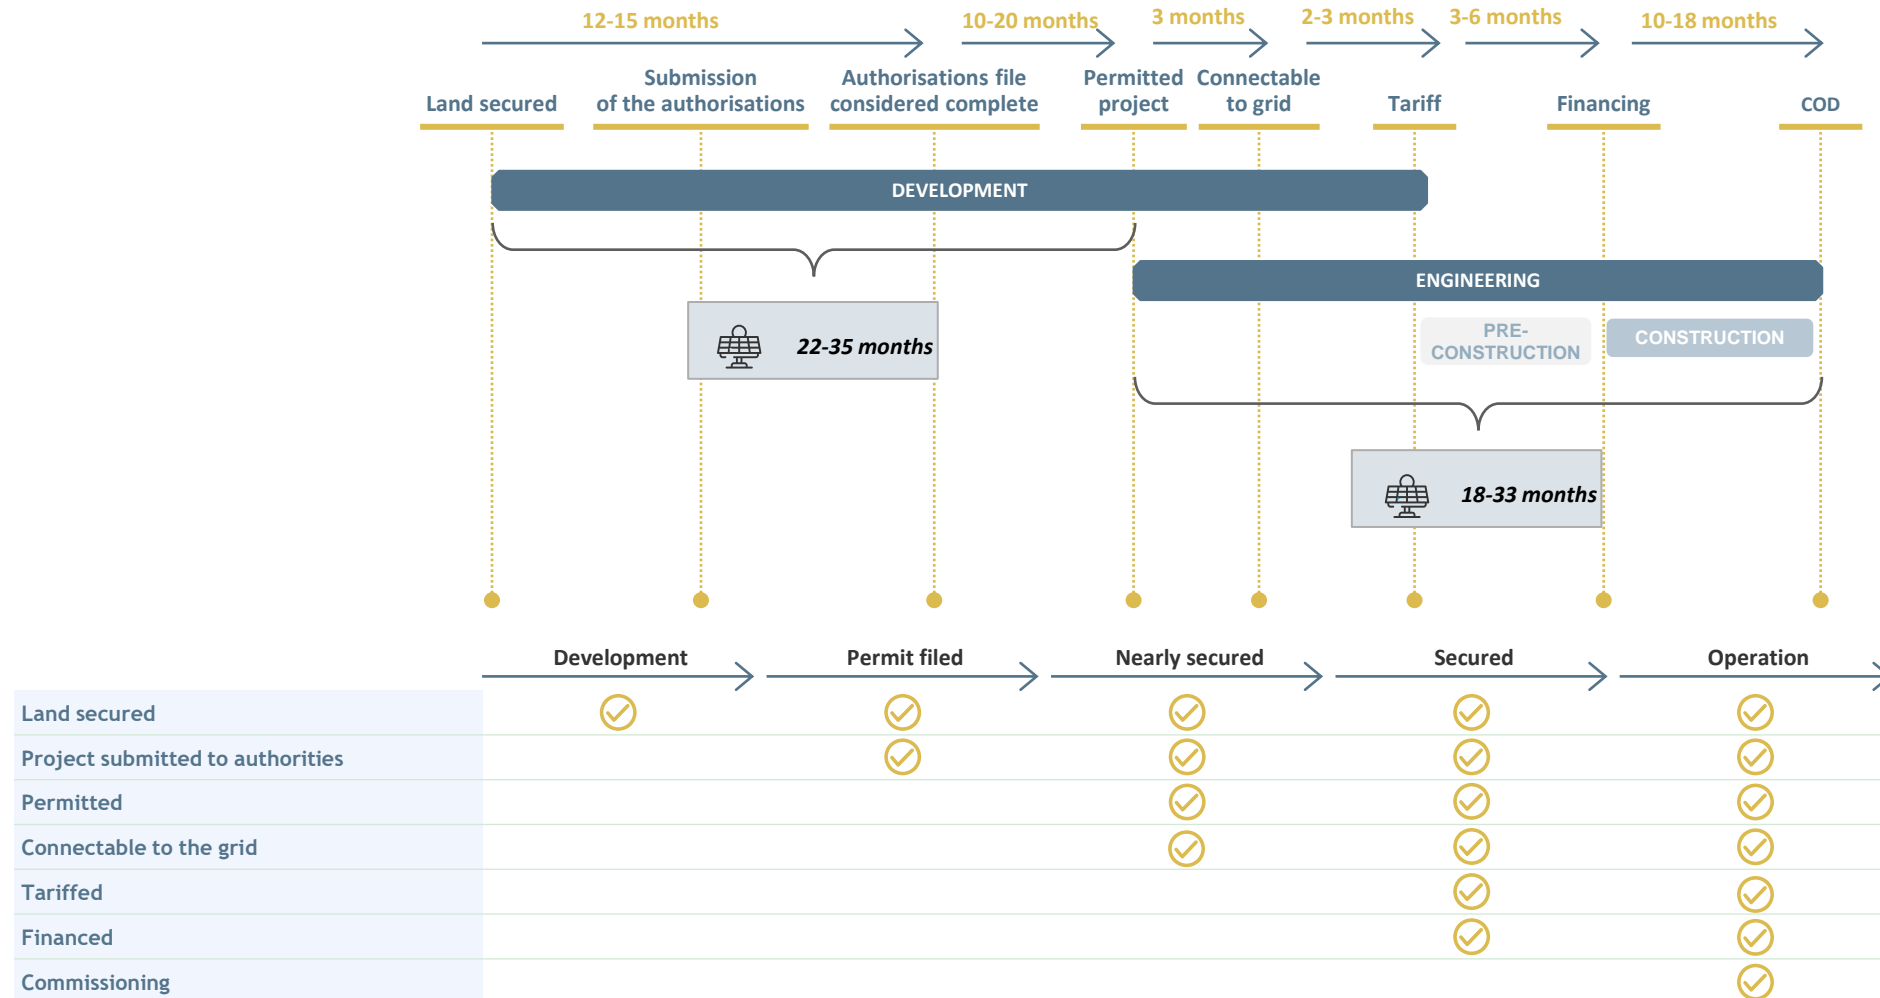 12-15 months
10-20 months
3 months
2-3 months
3-6 months
10-18 months
Land secured
Submission
of the authorisations
Authorisations file
considered complete
Permitted
project
Connectable
to grid
Tariff
Financing
COD
DEVELOPMENT
ENGINEERING
PRE-
CONSTRUCTION
CONSTRUCTION
22-35 months
18-33 months
Development
Permit filed
Nearly secured
Secured
Operation
Land secured
Project submitted to authorities
Permitted
Connectable to the grid
Tariffed
Financed
Commissioning